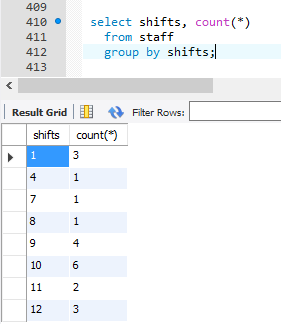 409
410 select shifts, count(*)
411 from staff
412 group by shifts;
413
Result Grid Filter Rows:
shifts count(*)
1 3
4 1
7 1
8 1
9 4
10 6
11 2
12 3